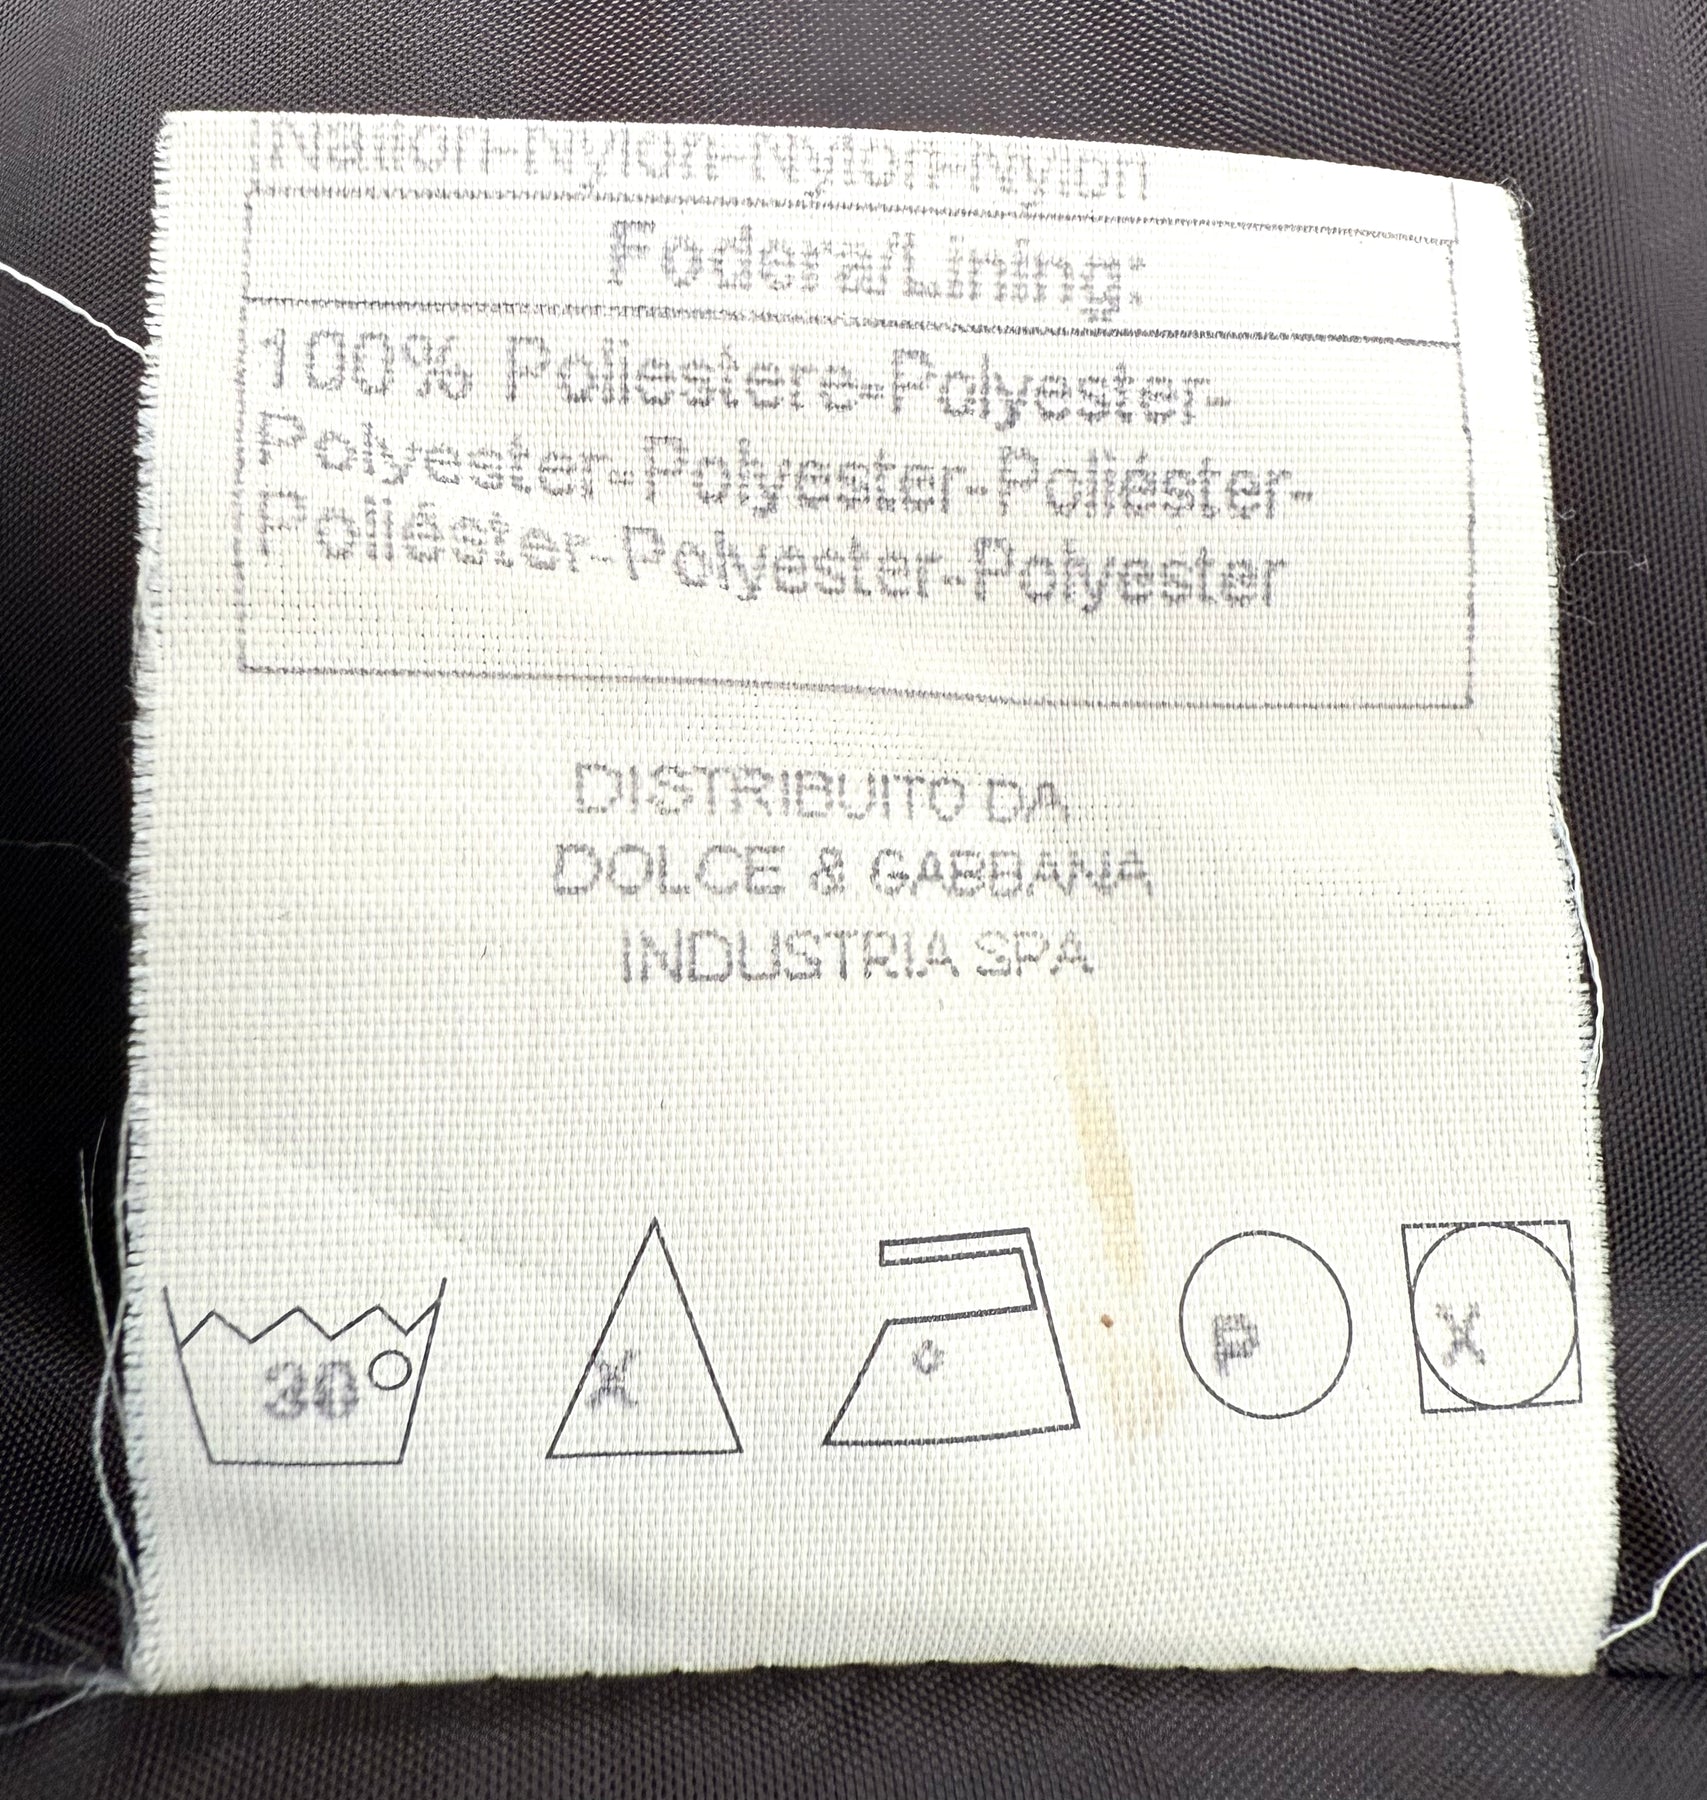 Nailon-Nylon-Nylon-Nylon
Fodera/Lining:
100% Poliestere-Polyester-
Polyester-Polyester-Poliéster-
Poliéster-Polyester-Polyester
DISTRIBUITO DA
DOLCE & GABBANA
INDUSTRIA SPA
30° X P X